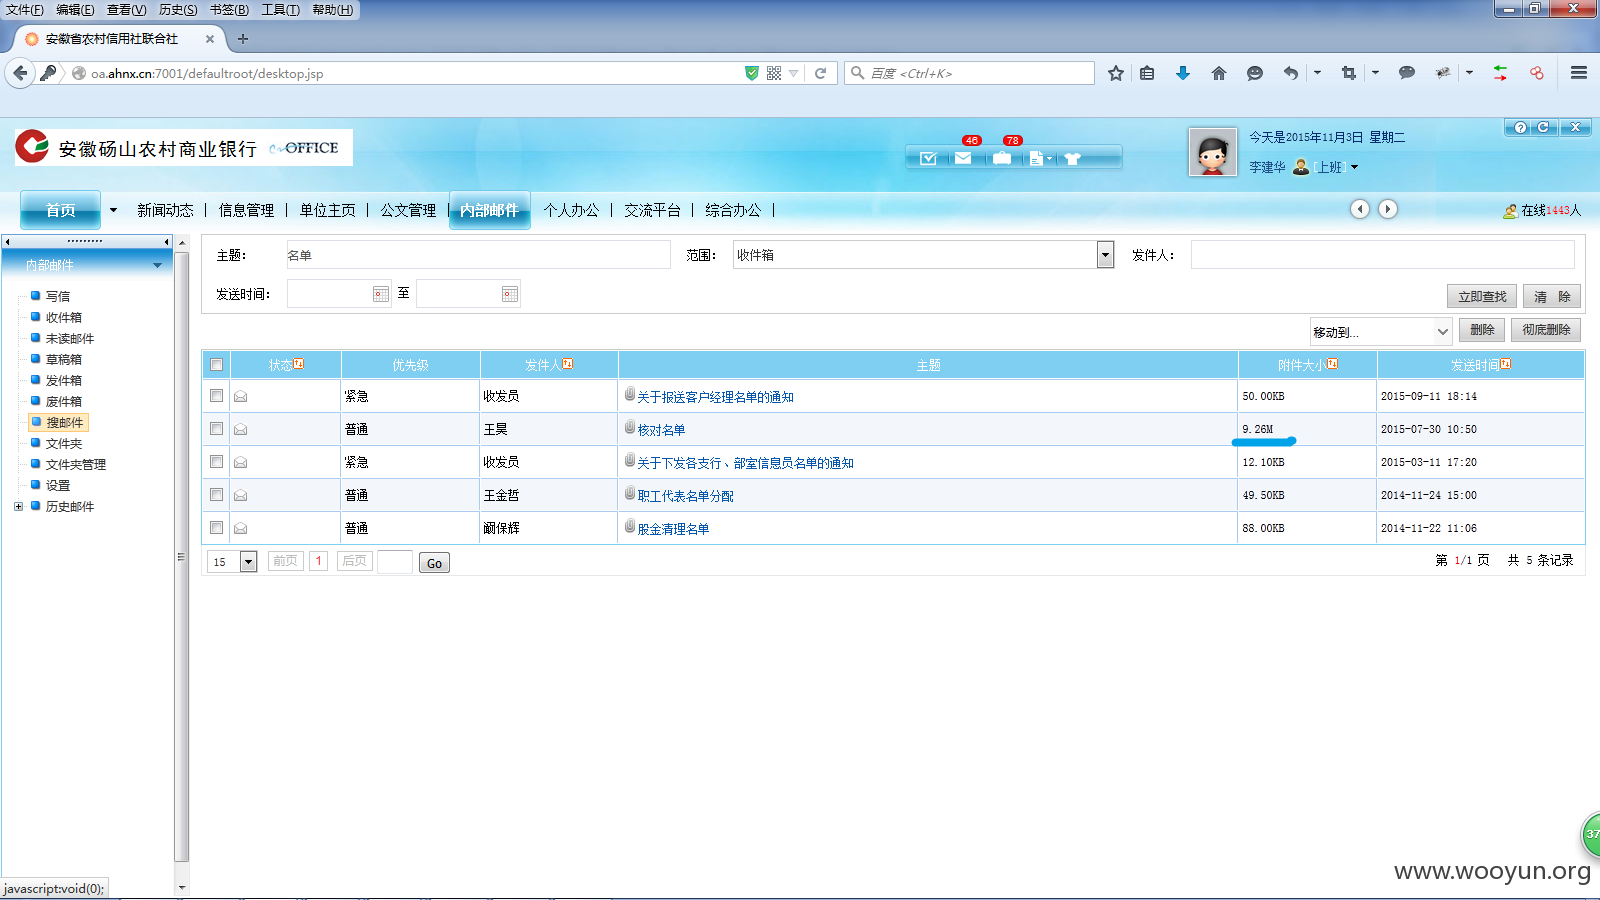 文件(F) 编辑(E) 查看(V) 历史(S) 书签(B) 工具(T) 帮助(H)
安徽省农村信用社联合社
oa.ahnx.cn:7001/defaultroot/desktop.jsp
百度 <Ctrl+K>
安徽砀山农村商业银行 OFFICE
46 78
今天是2015年11月3日 星期二
李建华 [上班]
首页 新闻动态 信息管理 单位主页 公文管理 内部邮件 个人办公 交流平台 综合办公
在线1443人
内部邮件
写信
收件箱
未读邮件
草稿箱
发件箱
废件箱
搜邮件
文件夹
文件夹管理
设置
历史邮件
主题： 名单 范围： 收件箱 发件人：
发送时间： 至
立即查找 清 除
移动到... 删除 彻底删除
状态 优先级 发件人 主题 附件大小 发送时间
紧急 收发员 关于报送客户经理名单的通知 50.00KB 2015-09-11 18:14
普通 王昊 核对名单 9.26M 2015-07-30 10:50
紧急 收发员 关于下发各支行、部室信息员名单的通知 12.10KB 2015-03-11 17:20
普通 王金哲 职工代表名单分配 49.50KB 2014-11-24 15:00
普通 阚保辉 股金清理名单 88.00KB 2014-11-22 11:06
15 前页 1 后页 Go
第 1/1 页 共 5 条记录
37
www.wooyun.org
javascript:void(0);